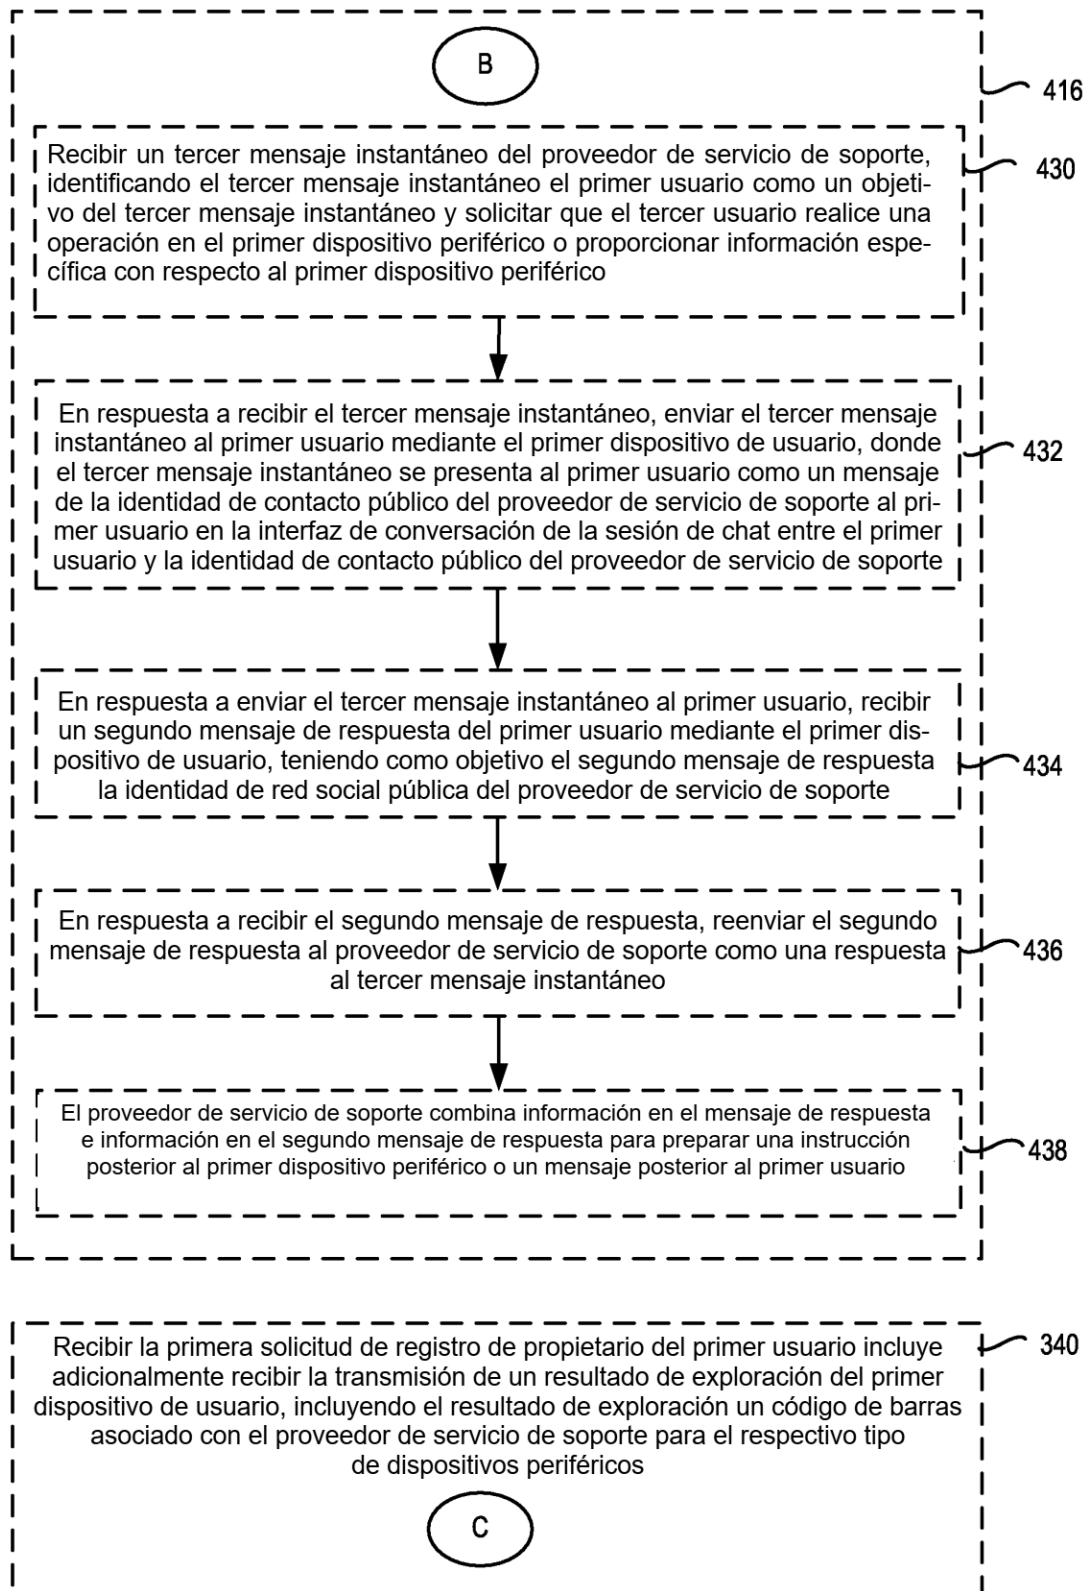 B
416
Recibir un tercer mensaje instantáneo del proveedor de servicio de soporte,
identificando el tercer mensaje instantáneo el primer usuario como un objeti-
vo del tercer mensaje instantáneo y solicitar que el tercer usuario realice una
operación en el primer dispositivo periférico o proporcionar información espe-
cífica con respecto al primer dispositivo periférico
430
En respuesta a recibir el tercer mensaje instantáneo, enviar el tercer mensaje
instantáneo al primer usuario mediante el primer dispositivo de usuario, donde
el tercer mensaje instantáneo se presenta al primer usuario como un mensaje
de la identidad de contacto público del proveedor de servicio de soporte al pri-
mer usuario en la interfaz de conversación de la sesión de chat entre el primer
usuario y la identidad de contacto público del proveedor de servicio de soporte
432
En respuesta a enviar el tercer mensaje instantáneo al primer usuario, recibir
un segundo mensaje de respuesta del primer usuario mediante el primer dis-
positivo de usuario, teniendo como objetivo el segundo mensaje de respuesta
la identidad de red social pública del proveedor de servicio de soporte
434
En respuesta a recibir el segundo mensaje de respuesta, reenviar el segundo
mensaje de respuesta al proveedor de servicio de soporte como una respuesta
al tercer mensaje instantáneo
436
El proveedor de servicio de soporte combina información en el mensaje de respuesta
e información en el segundo mensaje de respuesta para preparar una instrucción
posterior al primer dispositivo periférico o un mensaje posterior al primer usuario
438
Recibir la primera solicitud de registro de propietario del primer usuario incluye
adicionalmente recibir la transmisión de un resultado de exploración del primer
dispositivo de usuario, incluyendo el resultado de exploración un código de barras
asociado con el proveedor de servicio de soporte para el respectivo tipo
de dispositivos periféricos
340
C